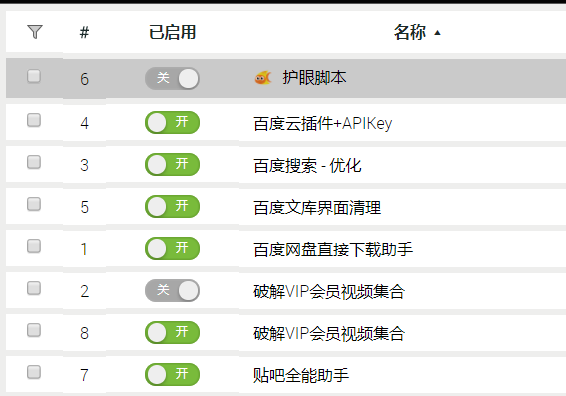 # 已启用 名称
6 关 护眼脚本
4 开 百度云插件+APIKey
3 开 百度搜索 - 优化
5 开 百度文库界面清理
1 开 百度网盘直接下载助手
2 关 破解VIP会员视频集合
8 开 破解VIP会员视频集合
7 开 贴吧全能助手